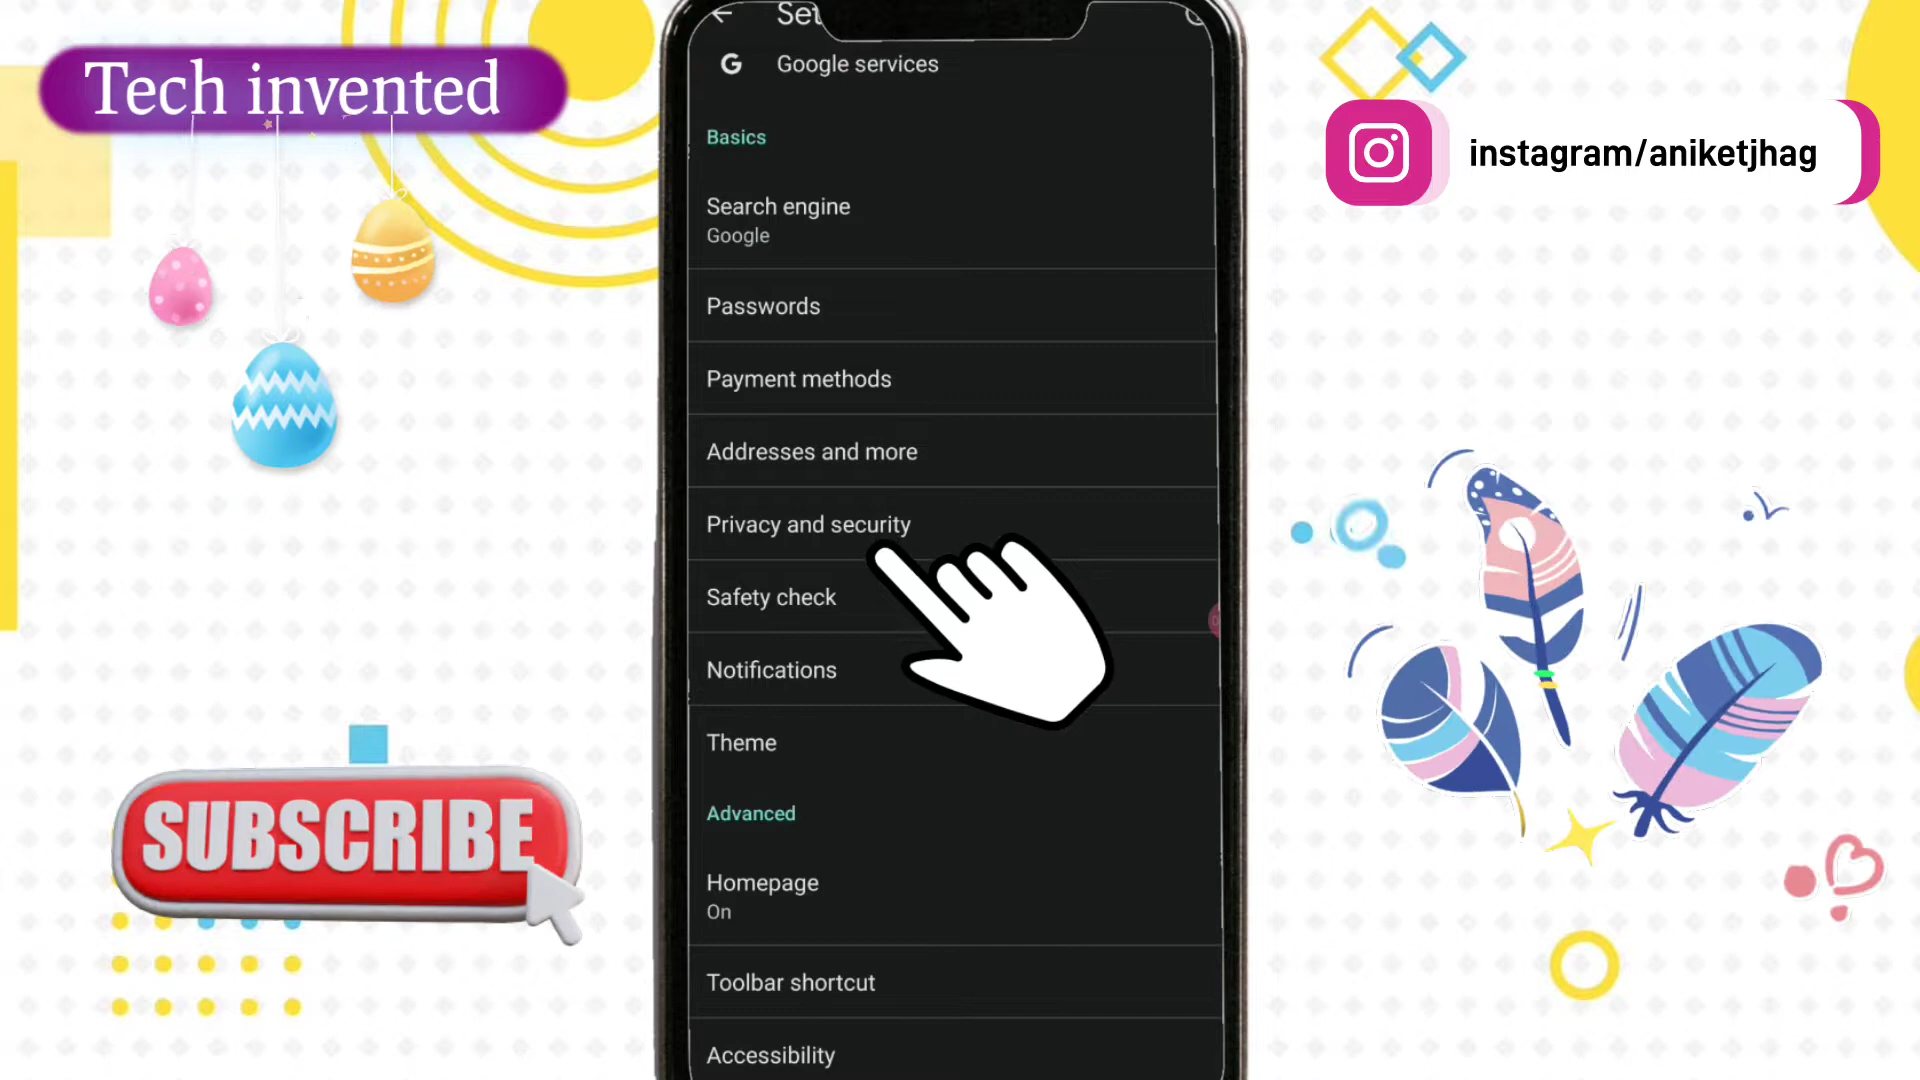 Tech invented
instagram/aniketjhag
Set
Google services
Basics
Search engine
Google
Passwords
Payment methods
Addresses and more
Privacy and security
Safety check
Notifications
Theme
Advanced
Homepage
On
Toolbar shortcut
Accessibility
SUBSCRIBE